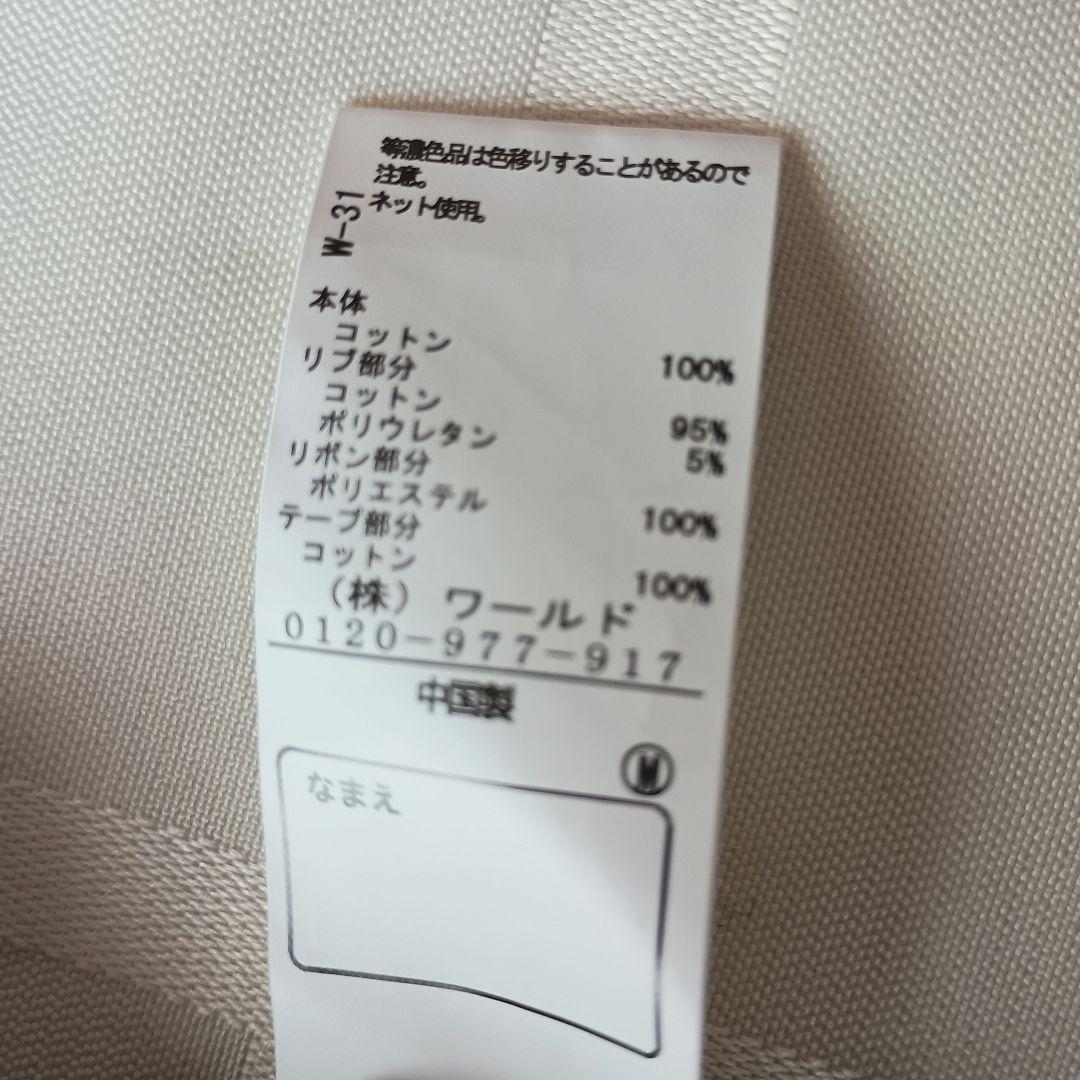 等濃色品は色移りすることがあるので
注意。
ネット使用。
W-31
本体
コットン 100%
リブ部分
コットン 95%
ポリウレタン 5%
リボン部分
ポリエステル 100%
テープ部分
コットン 100%
(株) ワールド
0120-977-917
中国製
M
なまえ